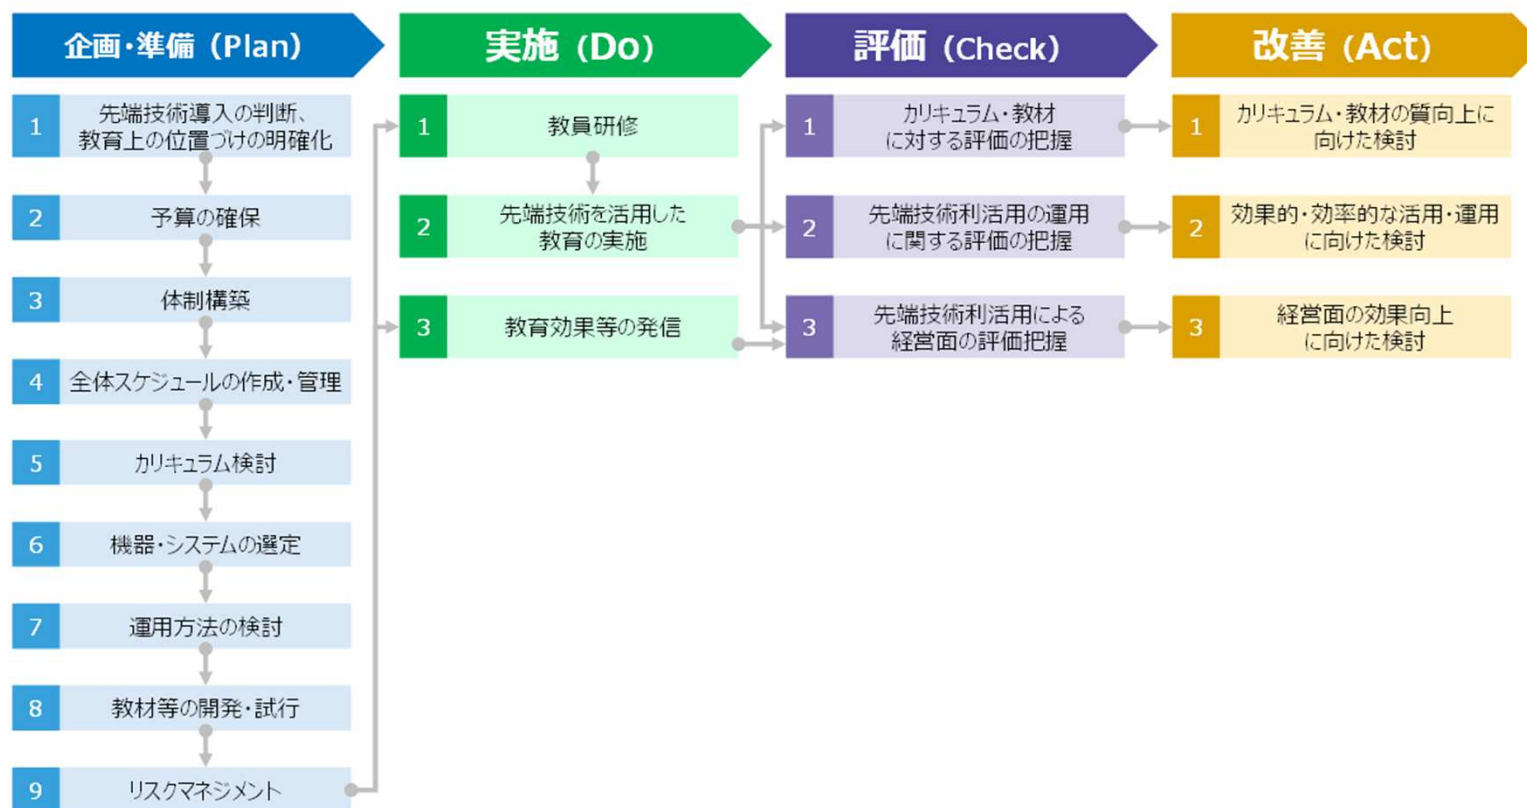 企画・準備（Plan）
1
先端技術導入の判断、
教育上の位置づけの明確化
2
予算の確保
3
体制構築
4
全体スケジュールの作成・管理
5
カリキュラム検討
6
機器・システムの選定
7
運用方法の検討
8
教材等の開発・試行
9
リスクマネジメント
実施（Do）
1
教員研修
2
先端技術を活用した
教育の実施
3
教育効果等の発信
評価（Check）
1
カリキュラム・教材
に対する評価の把握
2
先端技術利活用の運用
に関する評価の把握
3
先端技術利活用による
経営面の評価把握
改善（Act）
1
カリキュラム・教材の質向上に
向けた検討
2
効果的・効率的な活用・運用
に向けた検討
3
経営面の効果向上
に向けた検討